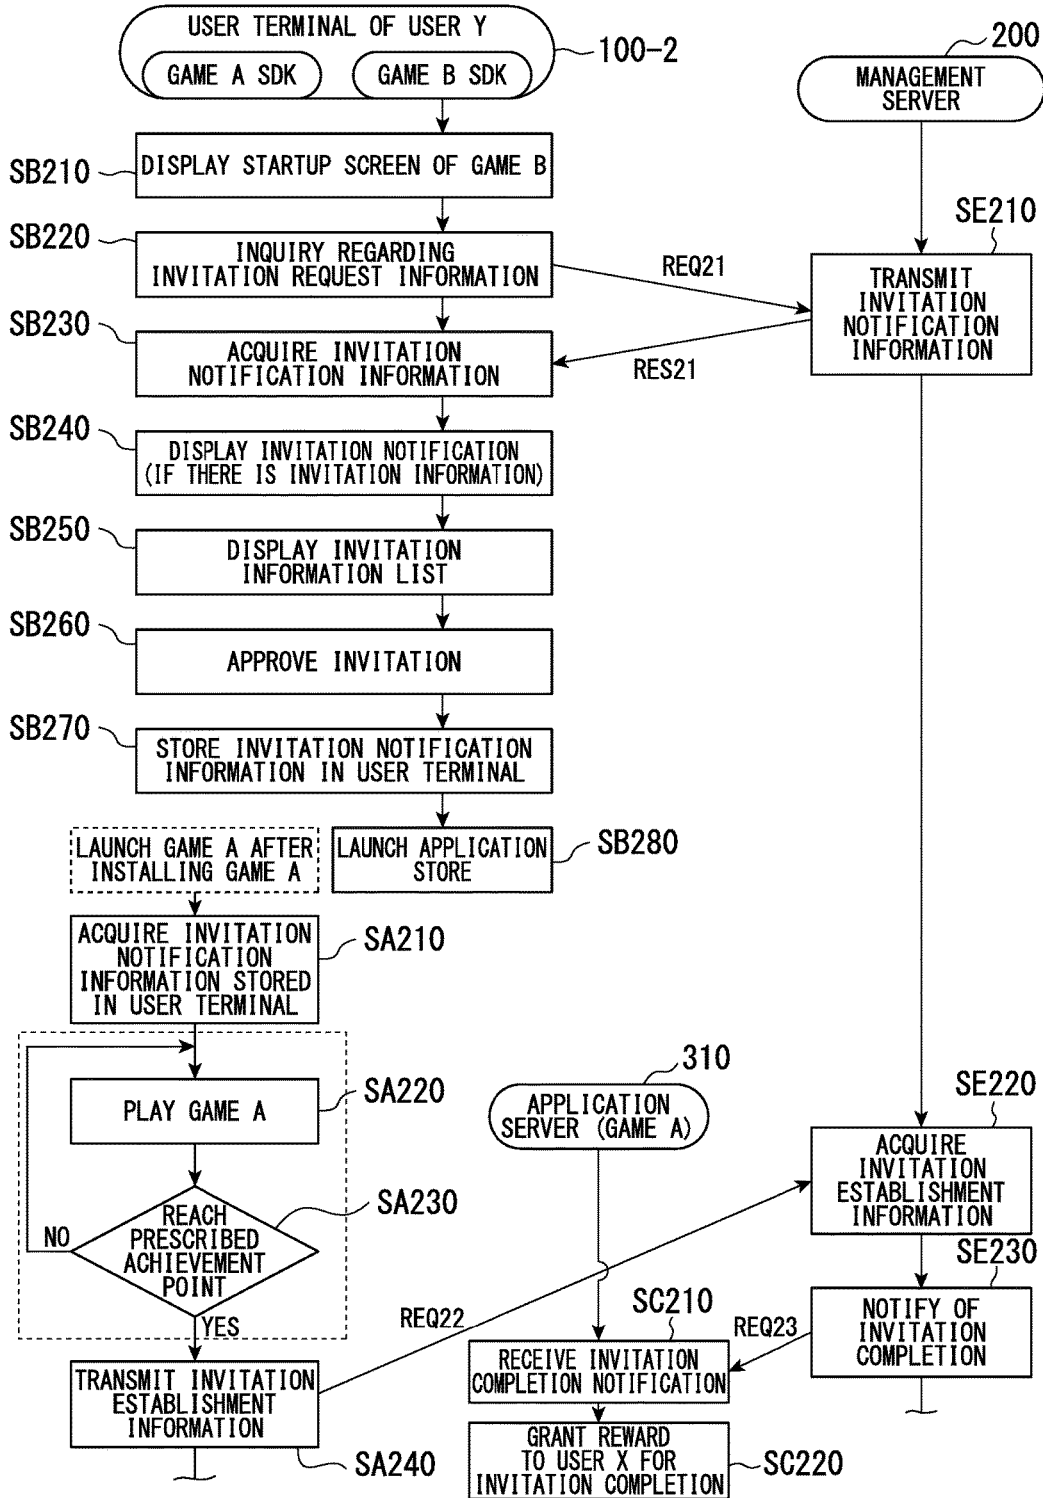 USER TERMINAL OF USER Y
GAME A SDK
GAME B SDK
100-2
200
MANAGEMENT
SERVER
SB210
DISPLAY STARTUP SCREEN OF GAME B
SB220
INQUIRY REGARDING
INVITATION REQUEST INFORMATION
REQ21
SE210
TRANSMIT
INVITATION
NOTIFICATION
INFORMATION
SB230
ACQUIRE INVITATION
NOTIFICATION INFORMATION
RES21
SB240
DISPLAY INVITATION NOTIFICATION
(IF THERE IS INVITATION INFORMATION)
SB250
DISPLAY INVITATION
INFORMATION LIST
SB260
APPROVE INVITATION
SB270
STORE INVITATION NOTIFICATION
INFORMATION IN USER TERMINAL
LAUNCH APPLICATION
STORE
SB280
LAUNCH GAME A AFTER
INSTALLING GAME A
ACQUIRE INVITATION
NOTIFICATION
INFORMATION STORED
IN USER TERMINAL
SA210
PLAY GAME A
SA220
REACH
PRESCRIBED
ACHIEVEMENT
POINT
SA230
NO
YES
TRANSMIT INVITATION
ESTABLISHMENT
INFORMATION
SA240
REQ22
310
APPLICATION
SERVER (GAME A)
SE220
ACQUIRE
INVITATION
ESTABLISHMENT
INFORMATION
SE230
NOTIFY OF
INVITATION
COMPLETION
REQ23
SC210
RECEIVE INVITATION
COMPLETION NOTIFICATION
GRANT REWARD
TO USER X FOR
INVITATION COMPLETION
SC220